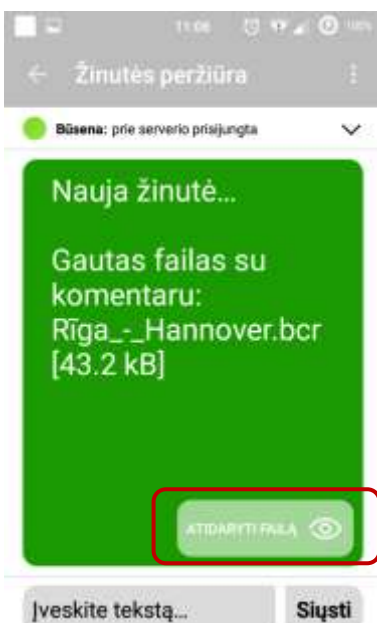 11:06
Žinutės peržiūra
Būsena: prie serverio prisijungta
Nauja žinutė...
Gautas failas su
komentaru:
Rīga_-_Hannover.bcr
[43.2 kB]
ATIDARYTI FAILĄ
Įveskite tekstą...
Siųsti